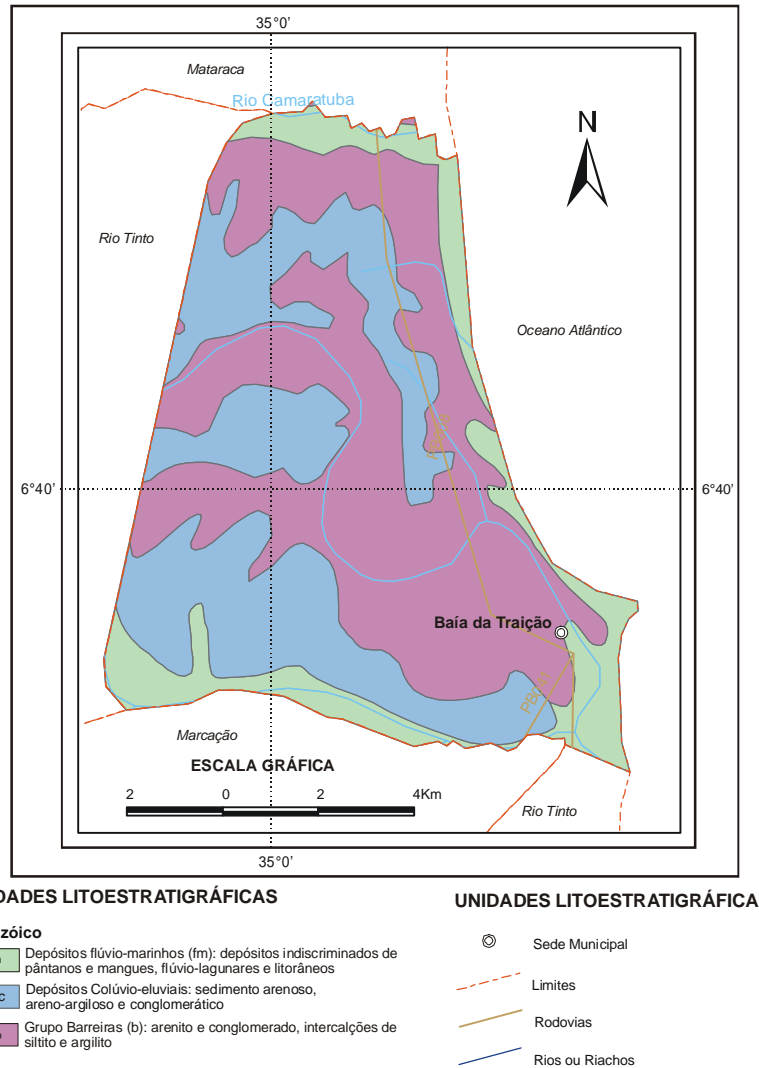 35°0'
Mataraca
Rio Camaratuba
N
Rio Tinto
Oceano Atlântico
6°40'
6°40'
Baía da Traição
Marcação
ESCALA GRÁFICA
2 0 2 4Km
Rio Tinto
35°0'
DADES LITOESTRATIGRÁFICAS
UNIDADES LITOESTRATIGRÁFICA
zóico
Depósitos flúvio-marinhos (fm): depósitos indiscriminados de
pântanos e mangues, flúvio-lagunares e litorâneos
c
Depósitos Colúvio-eluviais: sedimento arenoso,
areno-argiloso e conglomerático
Grupo Barreiras (b): arenito e conglomerado, intercalções de
siltito e argilito
Sede Municipal
Limites
Rodovias
Rios ou Riachos